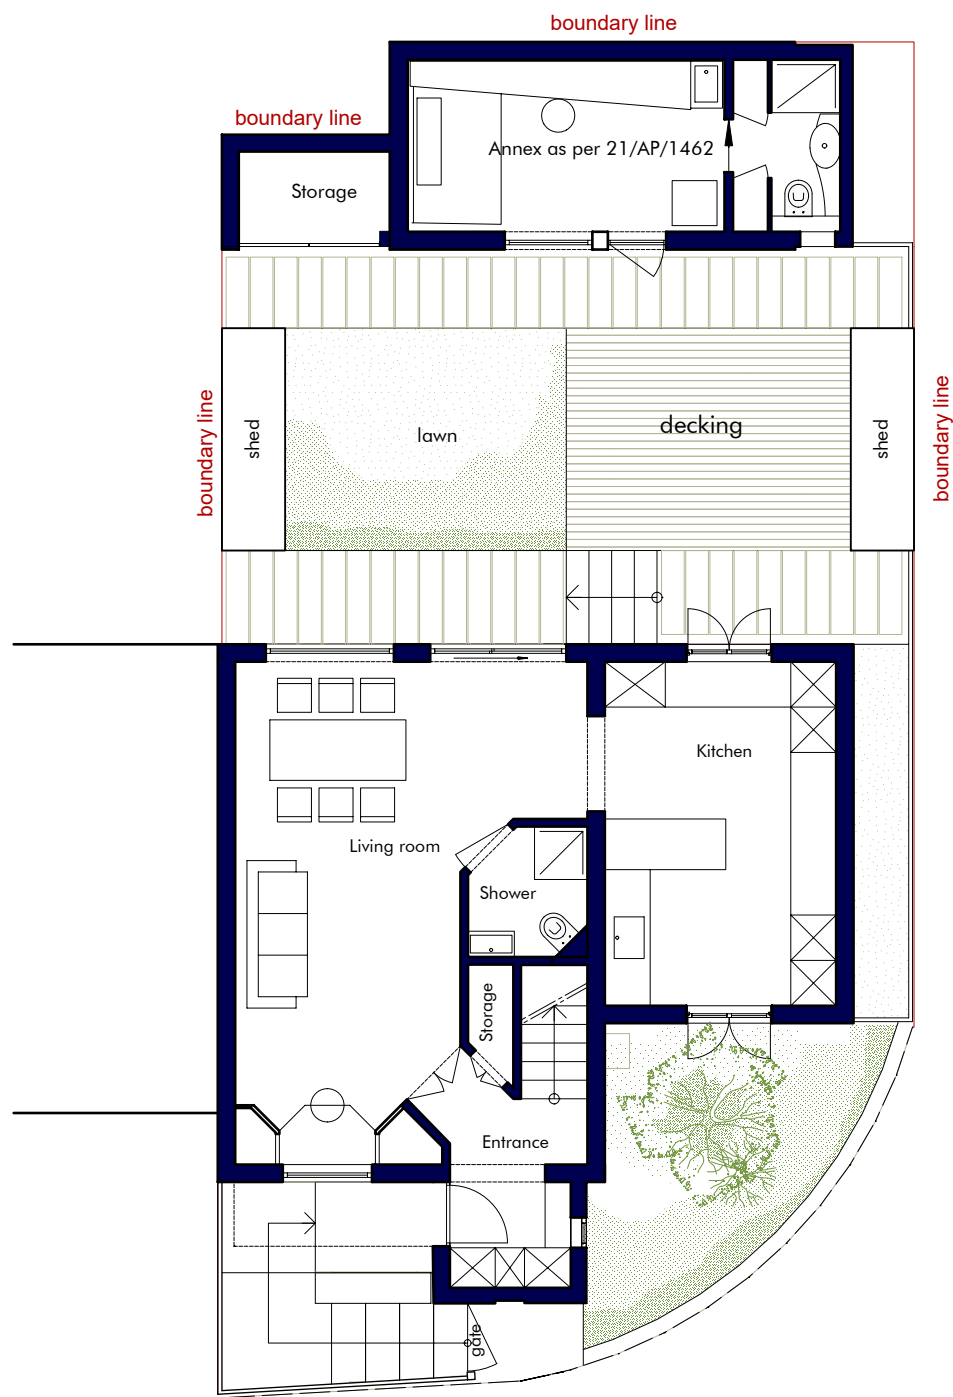 boundary line
boundary line
Annex as per 21/AP/1462
Storage
boundary line
shed
lawn
decking
shed
boundary line
Kitchen
Living room
Shower
Storage
Entrance
gate